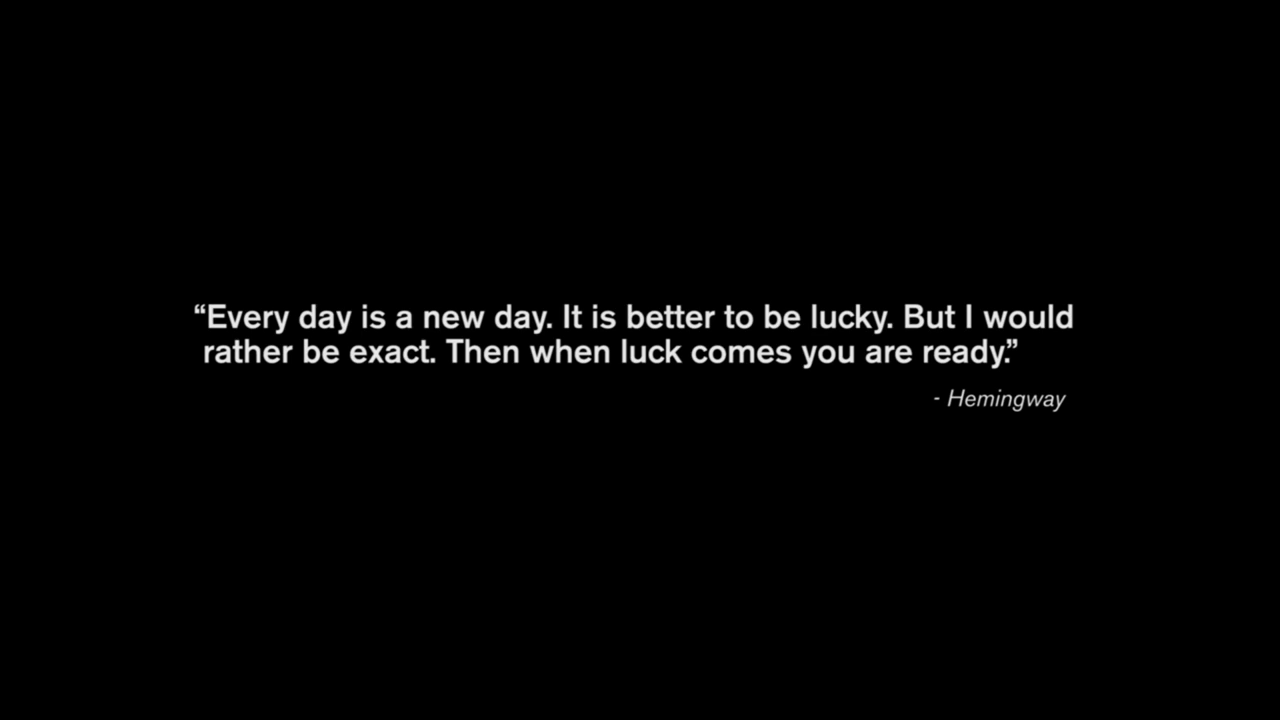 “Every day is a new day. It is better to be lucky. But I would
rather be exact. Then when luck comes you are ready.”
- Hemingway